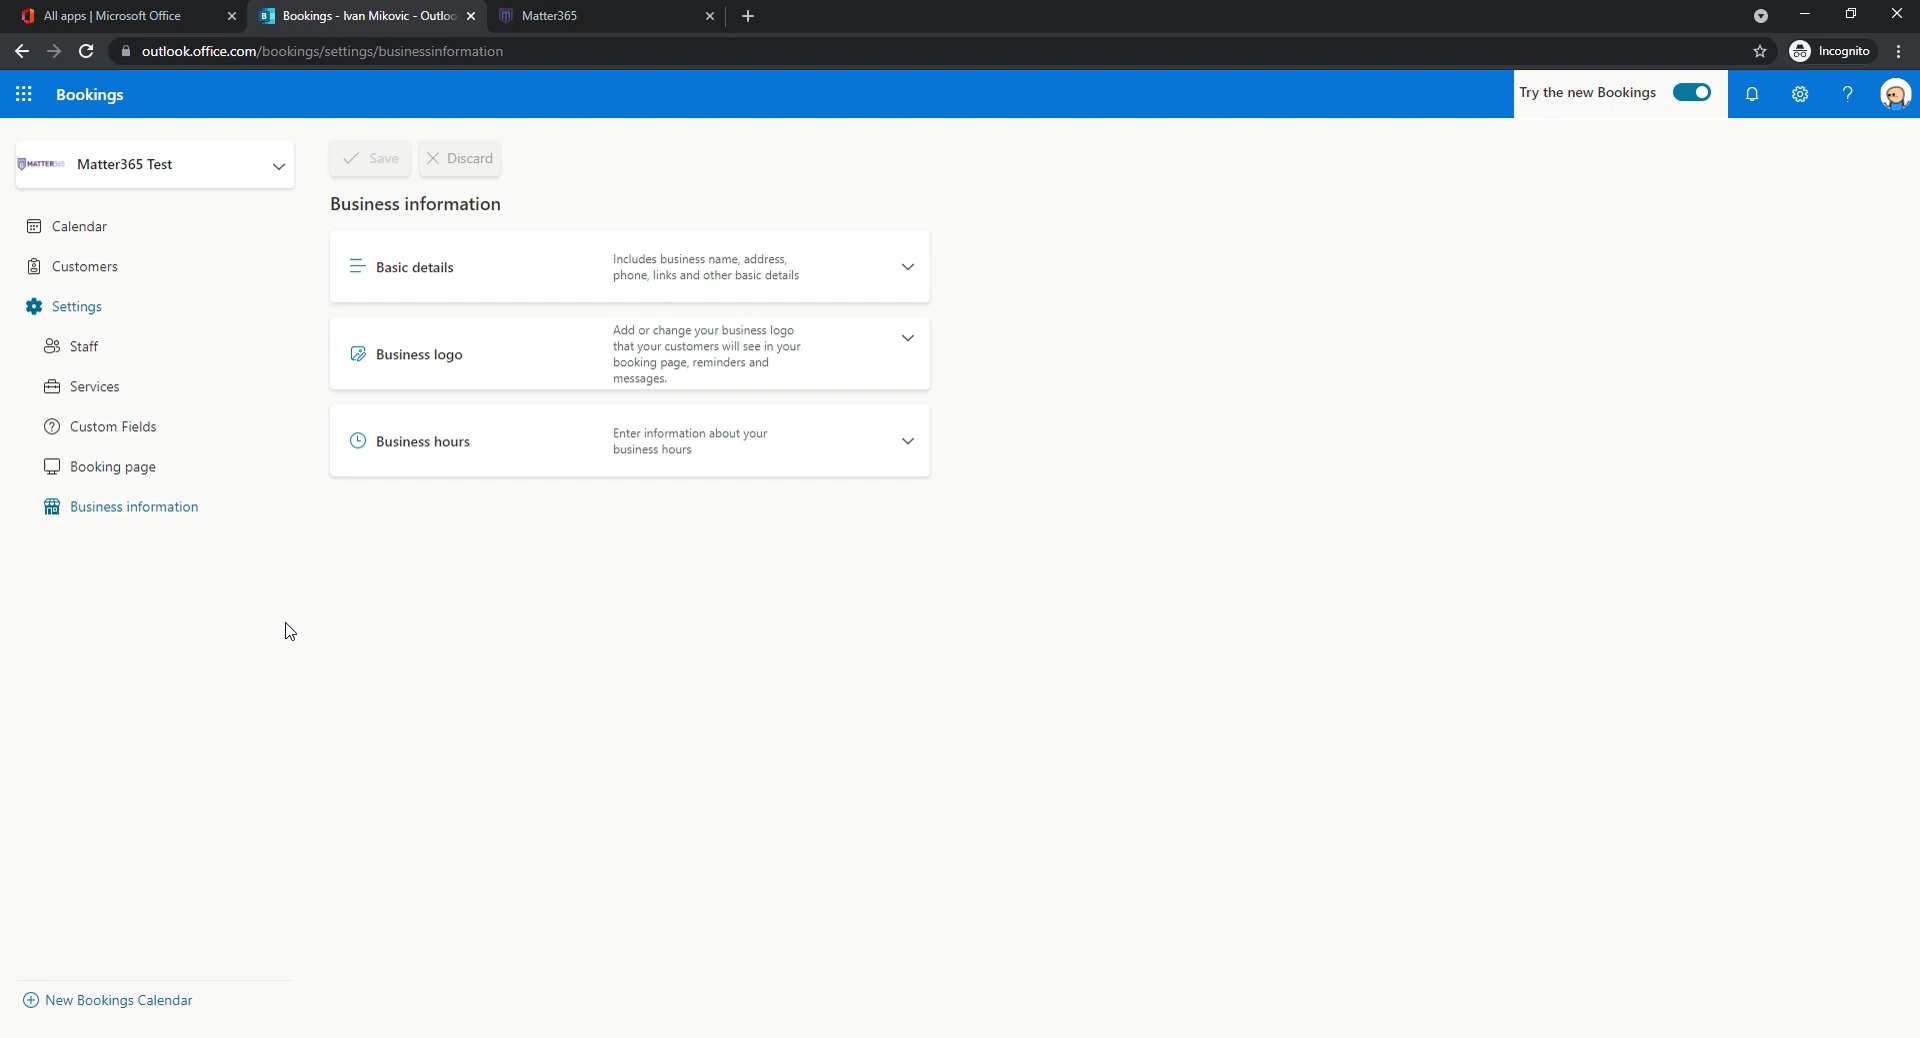 All apps | Microsoft Office
Bookings - Ivan Mikovic - Outlo
Matter365
outlook.office.com/bookings/settings/businessinformation
Incognito
Bookings
Try the new Bookings
MATTER365
Matter365 Test
Save
Discard
Business information
Calendar
Customers
Settings
Staff
Services
Custom Fields
Booking page
Business information
Basic details
Includes business name, address,
phone, links and other basic details
Business logo
Add or change your business logo
that your customers will see in your
booking page, reminders and
messages.
Business hours
Enter information about your
business hours
New Bookings Calendar